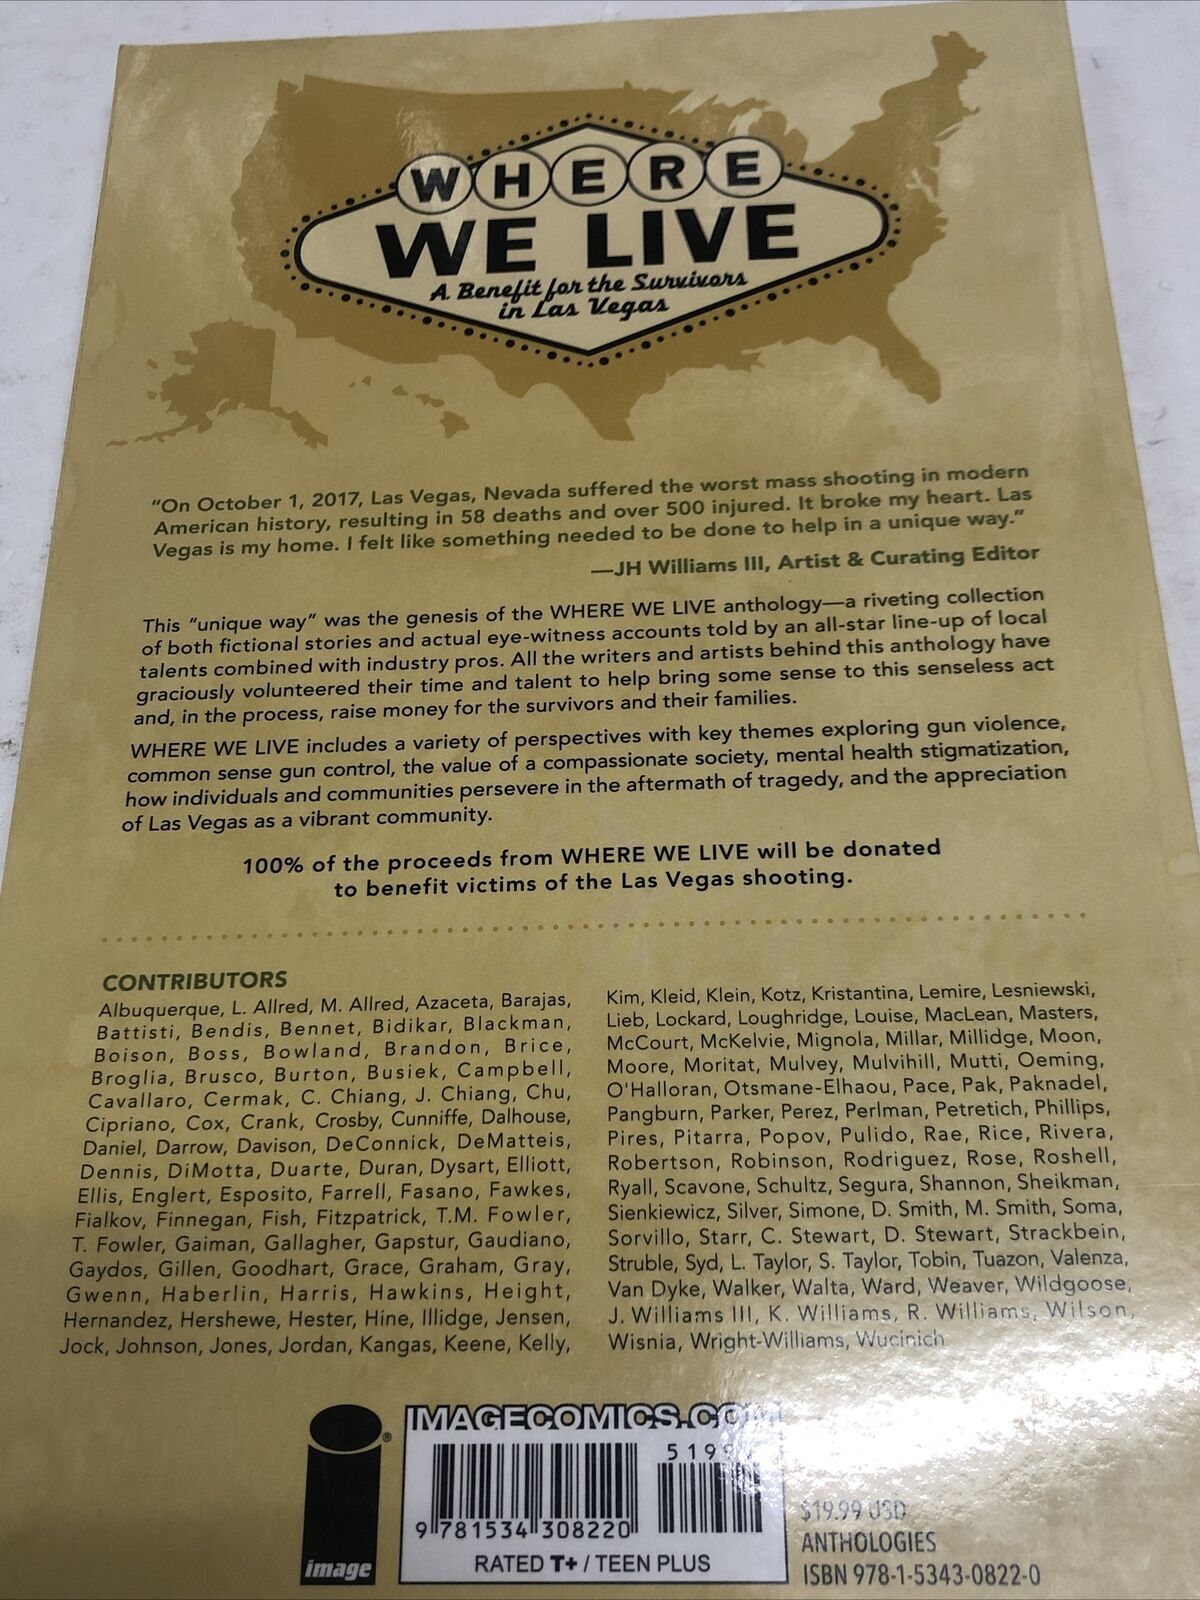 WHERE
WE LIVE
A Benefit for the Survivors
in Las Vegas
"On October 1, 2017, Las Vegas, Nevada suffered the worst mass shooting in modern
American history, resulting in 58 deaths and over 500 injured. It broke my heart. Las
Vegas is my home. I felt like something needed to be done to help in a unique way."
—JH Williams III, Artist & Curating Editor
This "unique way" was the genesis of the WHERE WE LIVE anthology—a riveting collection
of both fictional stories and actual eye-witness accounts told by an all-star line-up of local
talents combined with industry pros. All the writers and artists behind this anthology have
graciously volunteered their time and talent to help bring some sense to this senseless act
and, in the process, raise money for the survivors and their families.
WHERE WE LIVE includes a variety of perspectives with key themes exploring gun violence,
common sense gun control, the value of a compassionate society, mental health stigmatization,
how individuals and communities persevere in the aftermath of tragedy, and the appreciation
of Las Vegas as a vibrant community.
100% of the proceeds from WHERE WE LIVE will be donated
to benefit victims of the Las Vegas shooting.
CONTRIBUTORS
Albuquerque, L. Allred, M. Allred, Azaceta, Barajas,
Battisti, Bendis, Bennet, Bidikar, Blackman,
Boison, Boss, Bowland, Brandon, Brice,
Broglia, Brusco, Burton, Busiek, Campbell,
Cavallaro, Cermak, C. Chiang, J. Chiang, Chu,
Cipriano, Cox, Crank, Crosby, Cunniffe, Dalhouse,
Daniel, Darrow, Davison, DeConnick, DeMatteis,
Dennis, DiMotta, Duarte, Duran, Dysart, Elliott,
Ellis, Englert, Esposito, Farrell, Fasano, Fawkes,
Fialkov, Finnegan, Fish, Fitzpatrick, T.M. Fowler,
T. Fowler, Gaiman, Gallagher, Gapstur, Gaudiano,
Gaydos, Gillen, Goodhart, Grace, Graham, Gray,
Gwenn, Haberlin, Harris, Hawkins, Height,
Hernandez, Hershewe, Hester, Hine, Illidge, Jensen,
Jock, Johnson, Jones, Jordan, Kangas, Keene, Kelly,
Kim, Kleid, Klein, Kotz, Kristantina, Lemire, Lesniewski,
Lieb, Lockard, Loughridge, Louise, MacLean, Masters,
McCourt, McKelvie, Mignola, Millar, Millidge, Moon,
Moore, Moritat, Mulvey, Mulvihill, Mutti, Oeming,
O'Halloran, Otsmane-Elhaou, Pace, Pak, Paknadel,
Pangburn, Parker, Perez, Perlman, Petretich, Phillips,
Pires, Pitarra, Popov, Pulido, Rae, Rice, Rivera,
Robertson, Robinson, Rodriguez, Rose, Roshell,
Ryall, Scavone, Schultz, Segura, Shannon, Sheikman,
Sienkiewicz, Silver, Simone, D. Smith, M. Smith, Soma,
Sorvillo, Starr, C. Stewart, D. Stewart, Strackbein,
Struble, Syd, L. Taylor, S. Taylor, Tobin, Tuazon, Valenza,
Van Dyke, Walker, Walta, Ward, Weaver, Wildgoose,
J. Williams III, K. Williams, R. Williams, Wilson,
Wisnia, Wright-Williams, Wucinich
image
®
IMAGECOMICS.COM
9 781534 308220
RATED T+ / TEEN PLUS
$19.99 USD
ANTHOLOGIES
ISBN 978-1-5343-0822-0